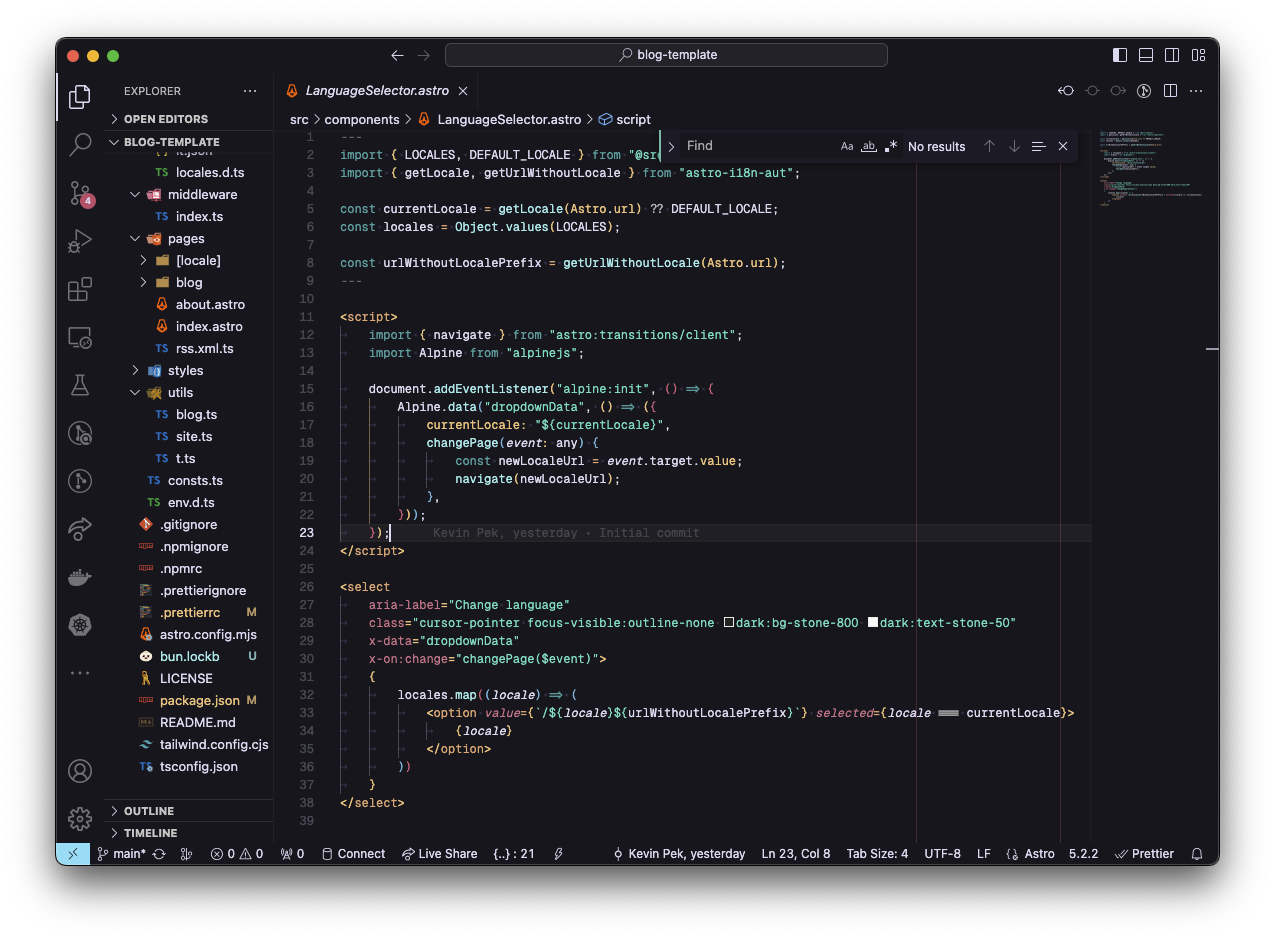 blog-template
EXPLORER
OPEN EDITORS
BLOG-TEMPLATE
it.json
TS locales.d.ts
middleware
TS index.ts
pages
[locale]
blog
about.astro
index.astro
TS rss.xml.ts
styles
utils
TS blog.ts
TS site.ts
TS t.ts
TS consts.ts
TS env.d.ts
.gitignore
.npmignore
.npmrc
.prettierignore
.prettierrc M
astro.config.mjs
bun.lockb U
LICENSE
package.json M
README.md
tailwind.config.cjs
tsconfig.json
OUTLINE
TIMELINE
4
LanguageSelector.astro
src > components > LanguageSelector.astro > script
Find Aa ab No results
1 ---
2 import { LOCALES, DEFAULT_LOCALE } from "@src
3 import { getLocale, getUrlWithoutLocale } from "astro-i18n-aut";
4
5 const currentLocale = getLocale(Astro.url) ?? DEFAULT_LOCALE;
6 const locales = Object.values(LOCALES);
7
8 const urlWithoutLocalePrefix = getUrlWithoutLocale(Astro.url);
9 ---
10
11 <script>
12 import { navigate } from "astro:transitions/client";
13 import Alpine from "alpinejs";
14
15 document.addEventListener("alpine:init", () => {
16 Alpine.data("dropdownData", () => ({
17 currentLocale: "${currentLocale}",
18 changePage(event: any) {
19 const newLocaleUrl = event.target.value;
20 navigate(newLocaleUrl);
21 },
22 }));
23 }); Kevin Pek, yesterday • Initial commit
24 </script>
25
26 <select
27 aria-label="Change language"
28 class="cursor-pointer focus-visible:outline-none dark:bg-stone-800 dark:text-stone-50"
29 x-data="dropdownData"
30 x-on:change="changePage($event)">
31 {
32 locales.map((locale) => (
33 <option value={`/${locale}${urlWithoutLocalePrefix}`} selected={locale === currentLocale}>
34 {locale}
35 </option>
36 ))
37 }
38 </select>
39
main* 0 0 0 Connect Live Share {..} : 21 Kevin Pek, yesterday Ln 23, Col 8 Tab Size: 4 UTF-8 LF Astro 5.2.2 Prettier